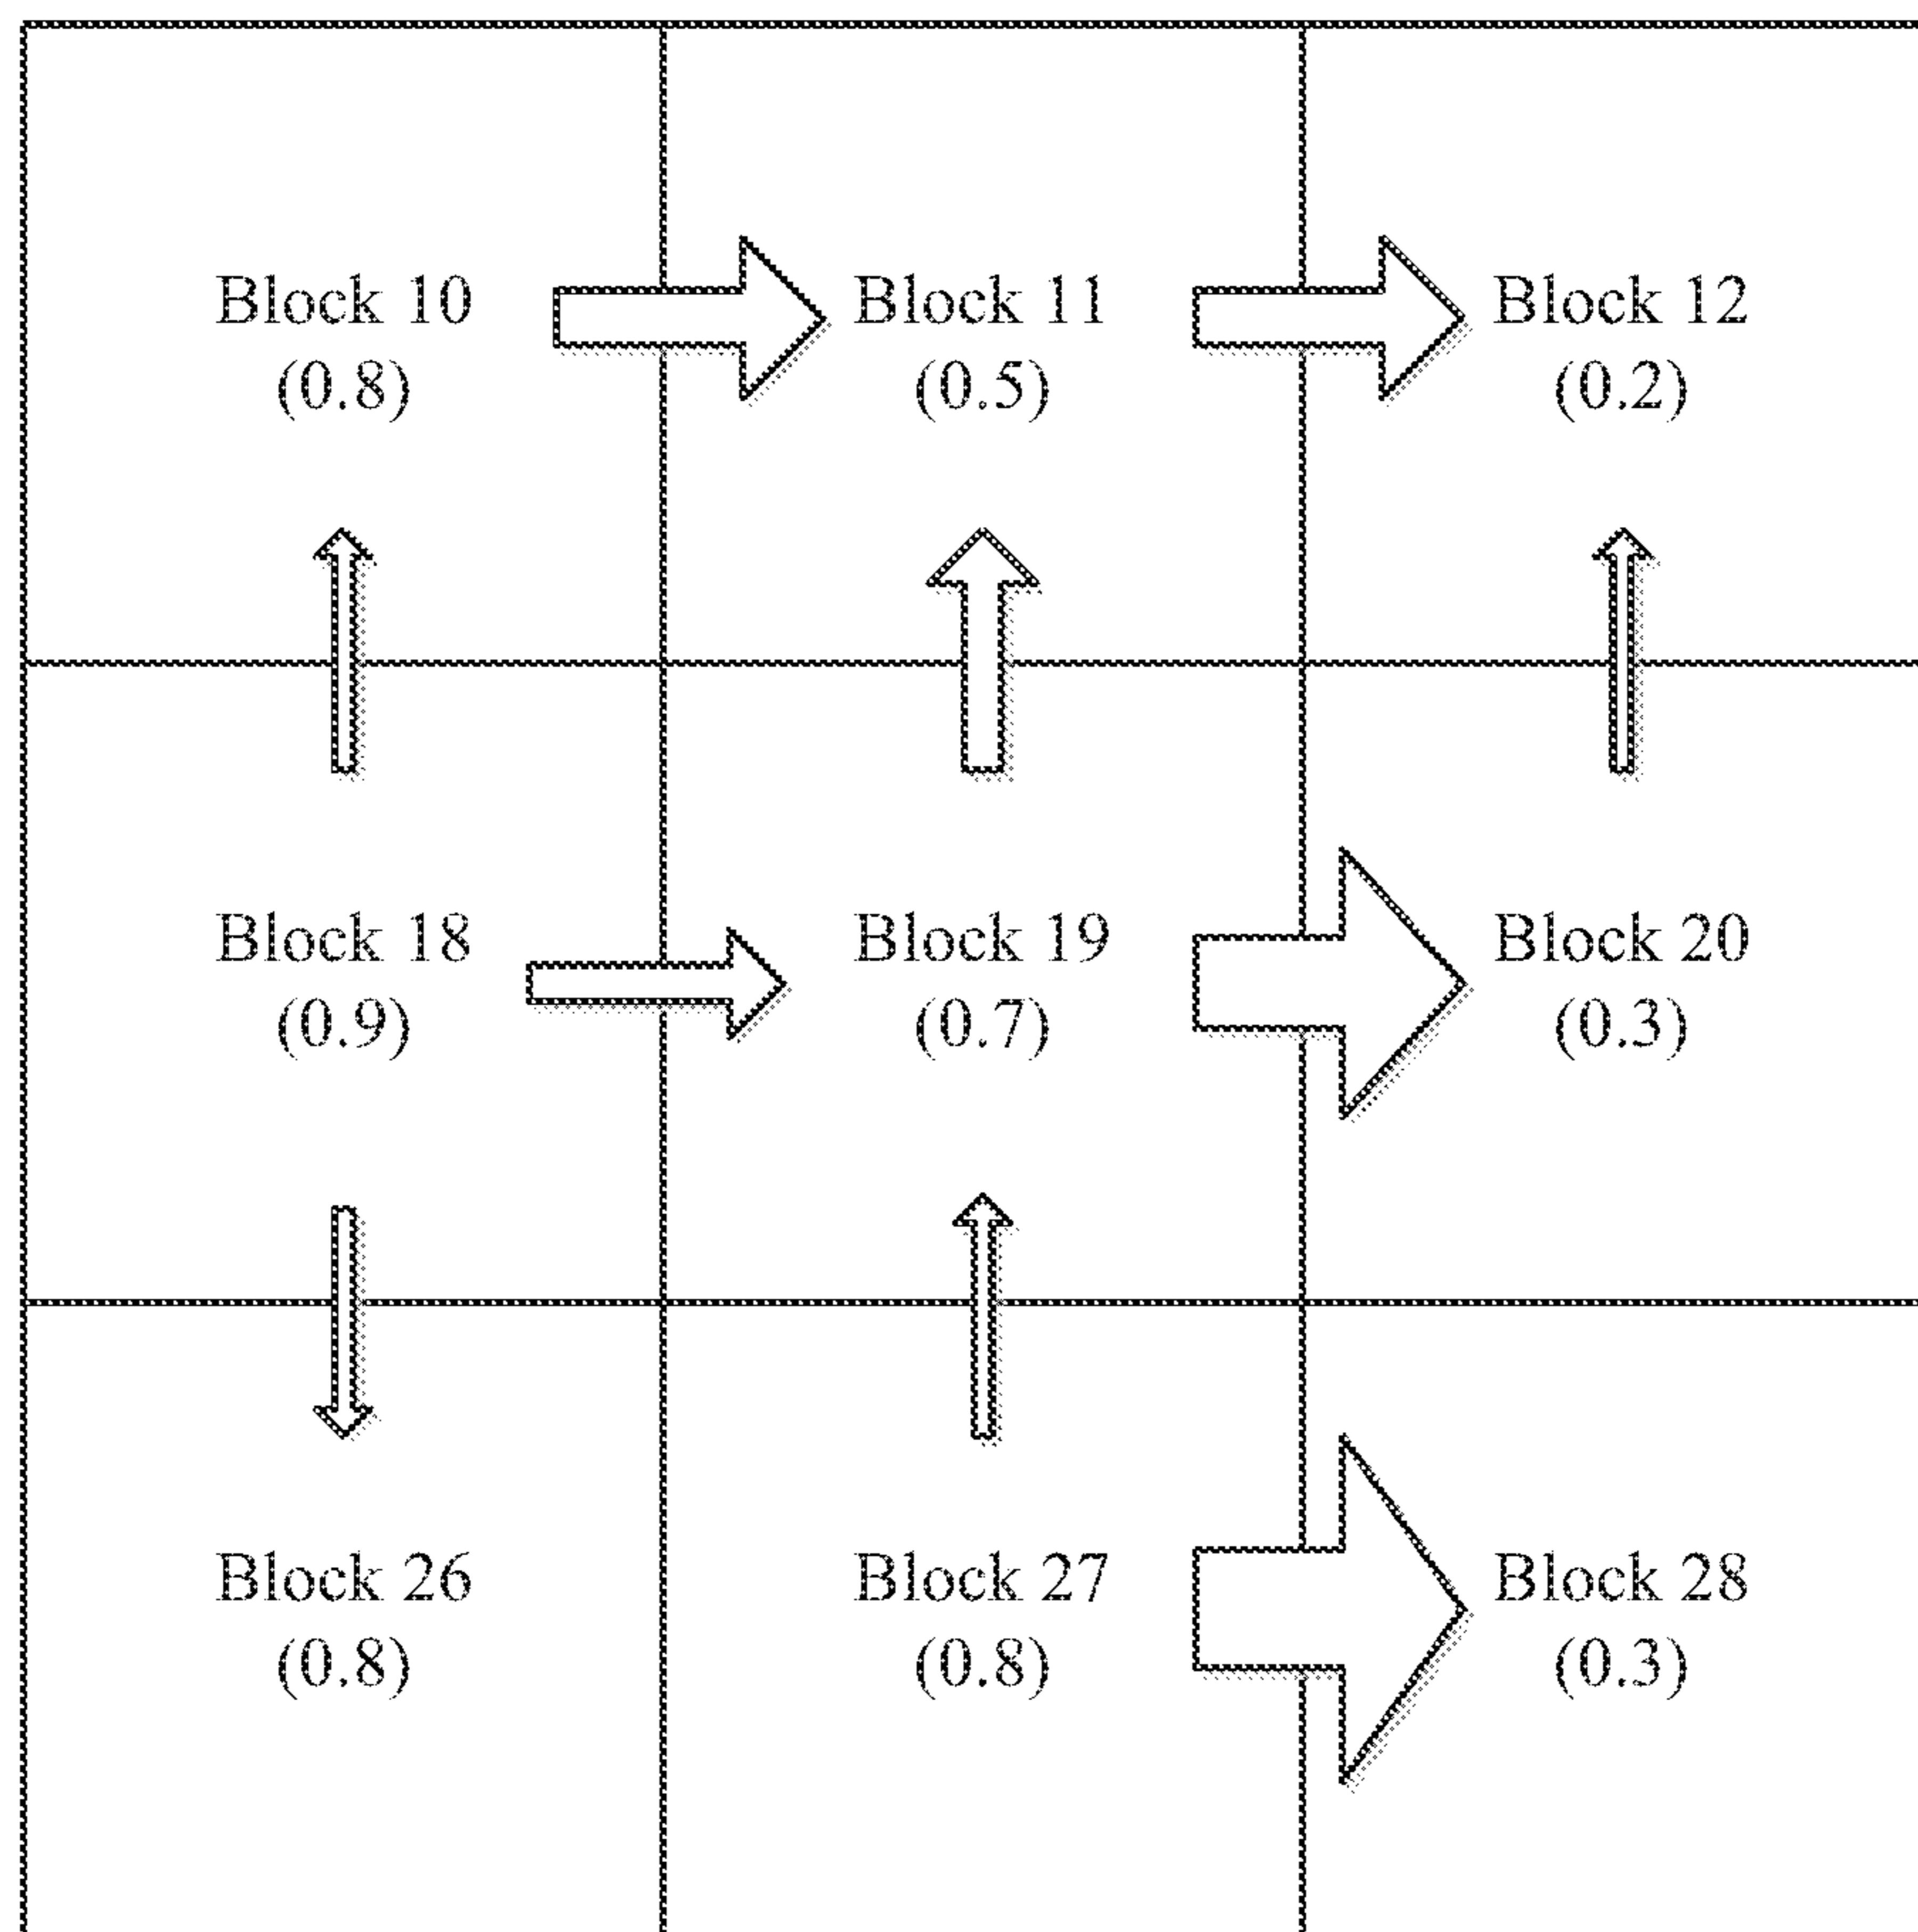 Block 10
(0.8)
Block 11
(0.5)
Block 12
(0.2)
Block 18
(0.9)
Block 19
(0.7)
Block 20
(0.3)
Block 26
(0.8)
Block 27
(0.8)
Block 28
(0.3)